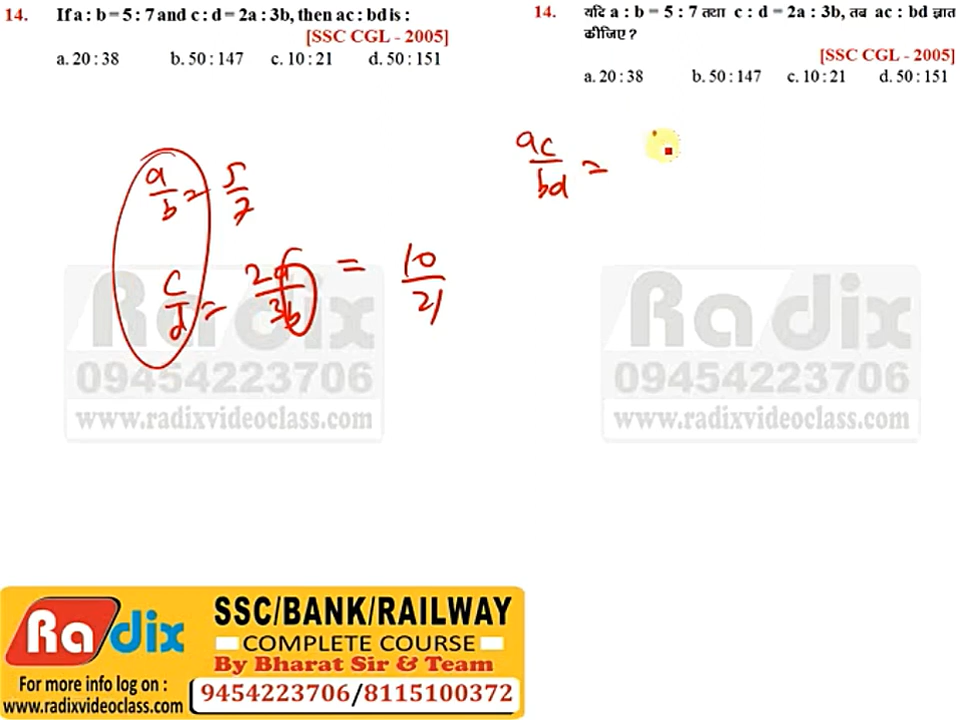 14. If a : b = 5 : 7 and c : d = 2a : 3b, then ac : bd is :
[SSC CGL - 2005]
a. 20 : 38 b. 50 : 147 c. 10 : 21 d. 50 : 151
14. यदि a : b = 5 : 7 तथा c : d = 2a : 3b, तब ac : bd ज्ञात
कीजिए ?
[SSC CGL - 2005]
a. 20 : 38 b. 50 : 147 c. 10 : 21 d. 50 : 151
a/b = 5/7
c/d = 2a/3b = 10/21
ac/bd =
Radix
09454223706
www.radixvideoclass.com
Radix
09454223706
www.radixvideoclass.com
Radix
For more info log on :
www.radixvideoclass.com
SSC/BANK/RAILWAY
COMPLETE COURSE
By Bharat Sir & Team
9454223706/8115100372